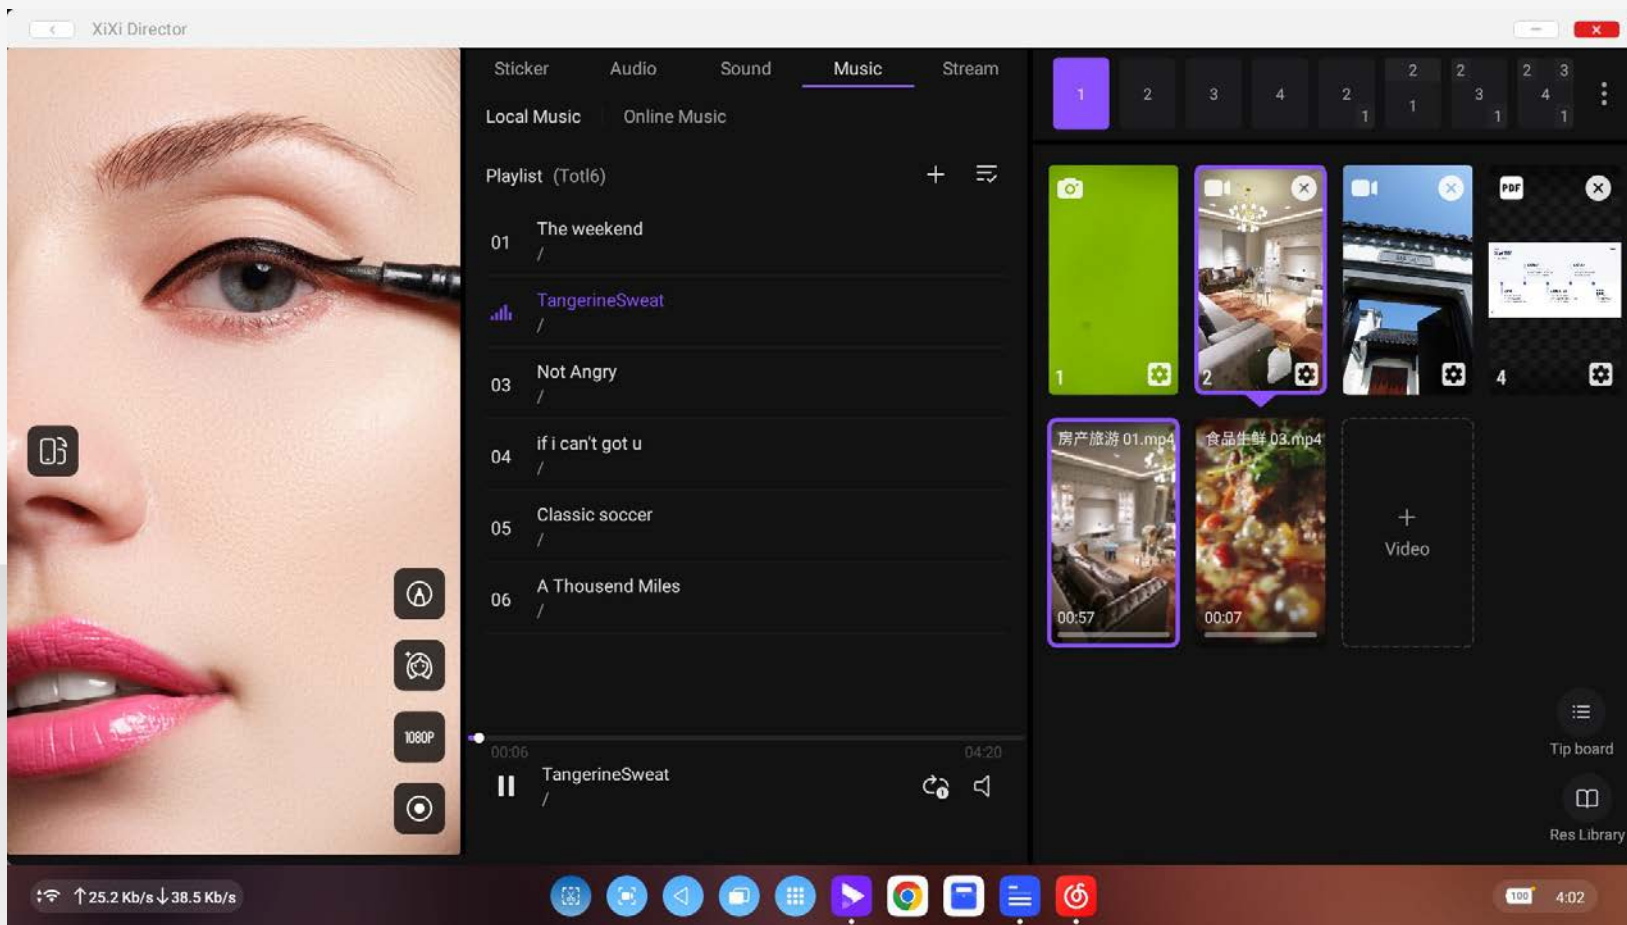 XiXi Director
Sticker Audio Sound Music Stream
Local Music Online Music
Playlist (Totl6)
01 The weekend
/
TangerineSweat
/
03 Not Angry
/
04 if i can't got u
/
05 Classic soccer
/
06 A Thousend Miles
/
00:06 04:20
TangerineSweat
/
1080P
1 2 3 4 2 1 2 1 2 3 1 2 3 4 1
PDF
1 2 4
房产旅游 01.mp4 食品生鲜 03.mp4
+
Video
00:57 00:07
Tip board
Res Library
↑25.2 Kb/s↓38.5 Kb/s
100 4:02